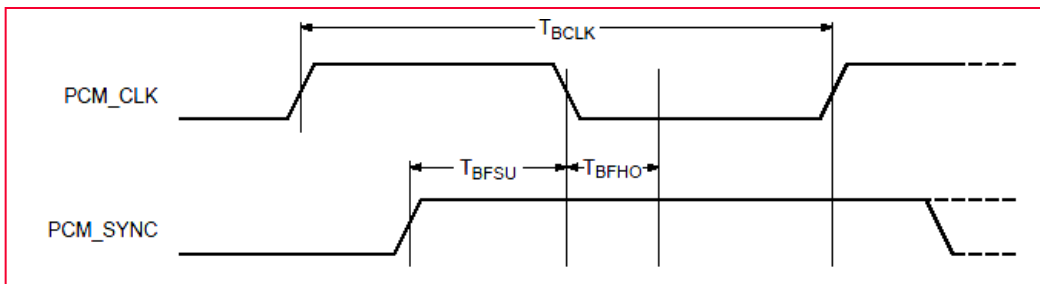 TBCLK
PCM_CLK
TBFSU
TBFHO
PCM_SYNC